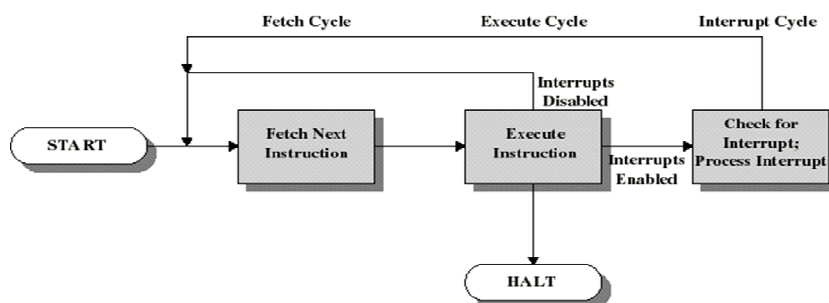 Fetch Cycle
Execute Cycle
Interrupt Cycle
Interrupts
Disabled
START
Fetch Next
Instruction
Execute
Instruction
Interrupts
Enabled
Check for
Interrupt;
Process Interrupt
HALT